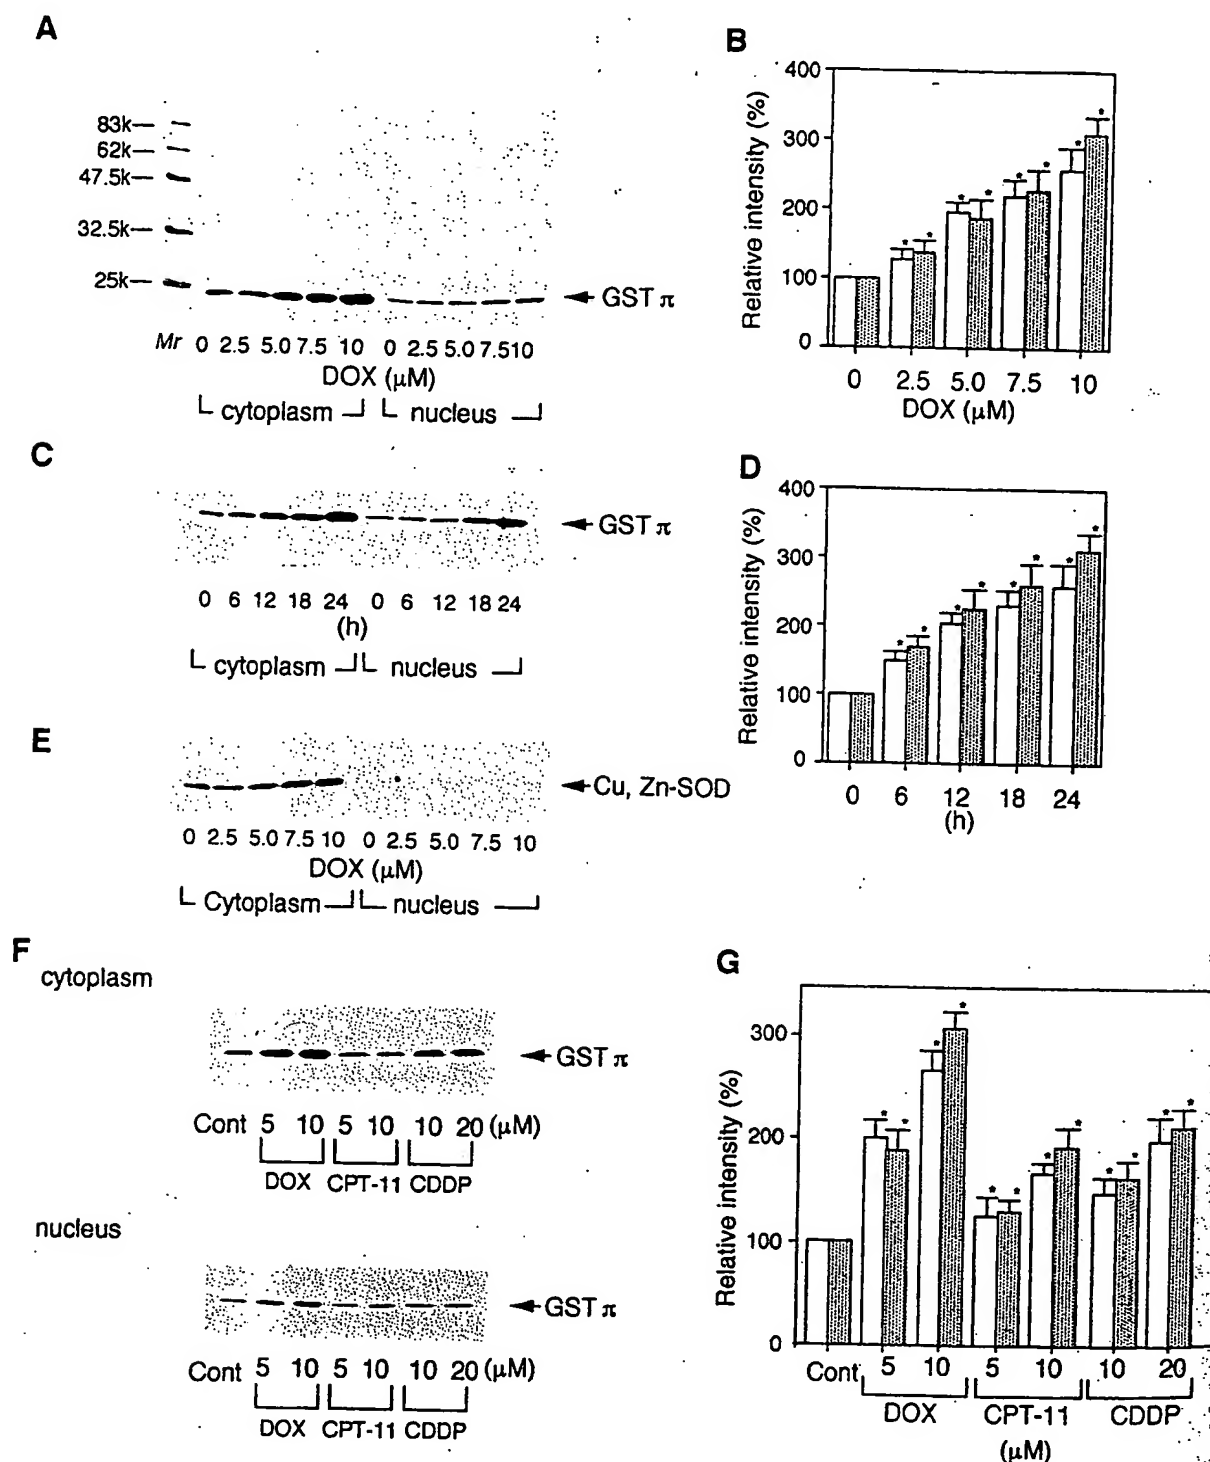 A
83k
62k
47.5k
32.5k
25k
GST π
Mr 0 2.5 5.0 7.5 10 0 2.5 5.0 7.5 10
DOX (μM)
cytoplasm nucleus
B
Relative intensity (%)
400
300
200
100
0
0 2.5 5.0 7.5 10
DOX (μM)
* * * * * * * *
C
GST π
0 6 12 18 24 0 6 12 18 24
(h)
cytoplasm nucleus
D
Relative intensity (%)
400
300
200
100
0
0 6 12 18 24
(h)
* * * * * * * *
E
Cu, Zn-SOD
0 2.5 5.0 7.5 10 0 2.5 5.0 7.5 10
DOX (μM)
Cytoplasm nucleus
F
cytoplasm
GST π
Cont 5 10 5 10 10 20 (μM)
DOX CPT-11 CDDP
nucleus
GST π
Cont 5 10 5 10 10 20 (μM)
DOX CPT-11 CDDP
G
Relative intensity (%)
300
200
100
0
* * * * * * * * * * * *
Cont 5 10 5 10 10 20
DOX CPT-11 CDDP
(μM)